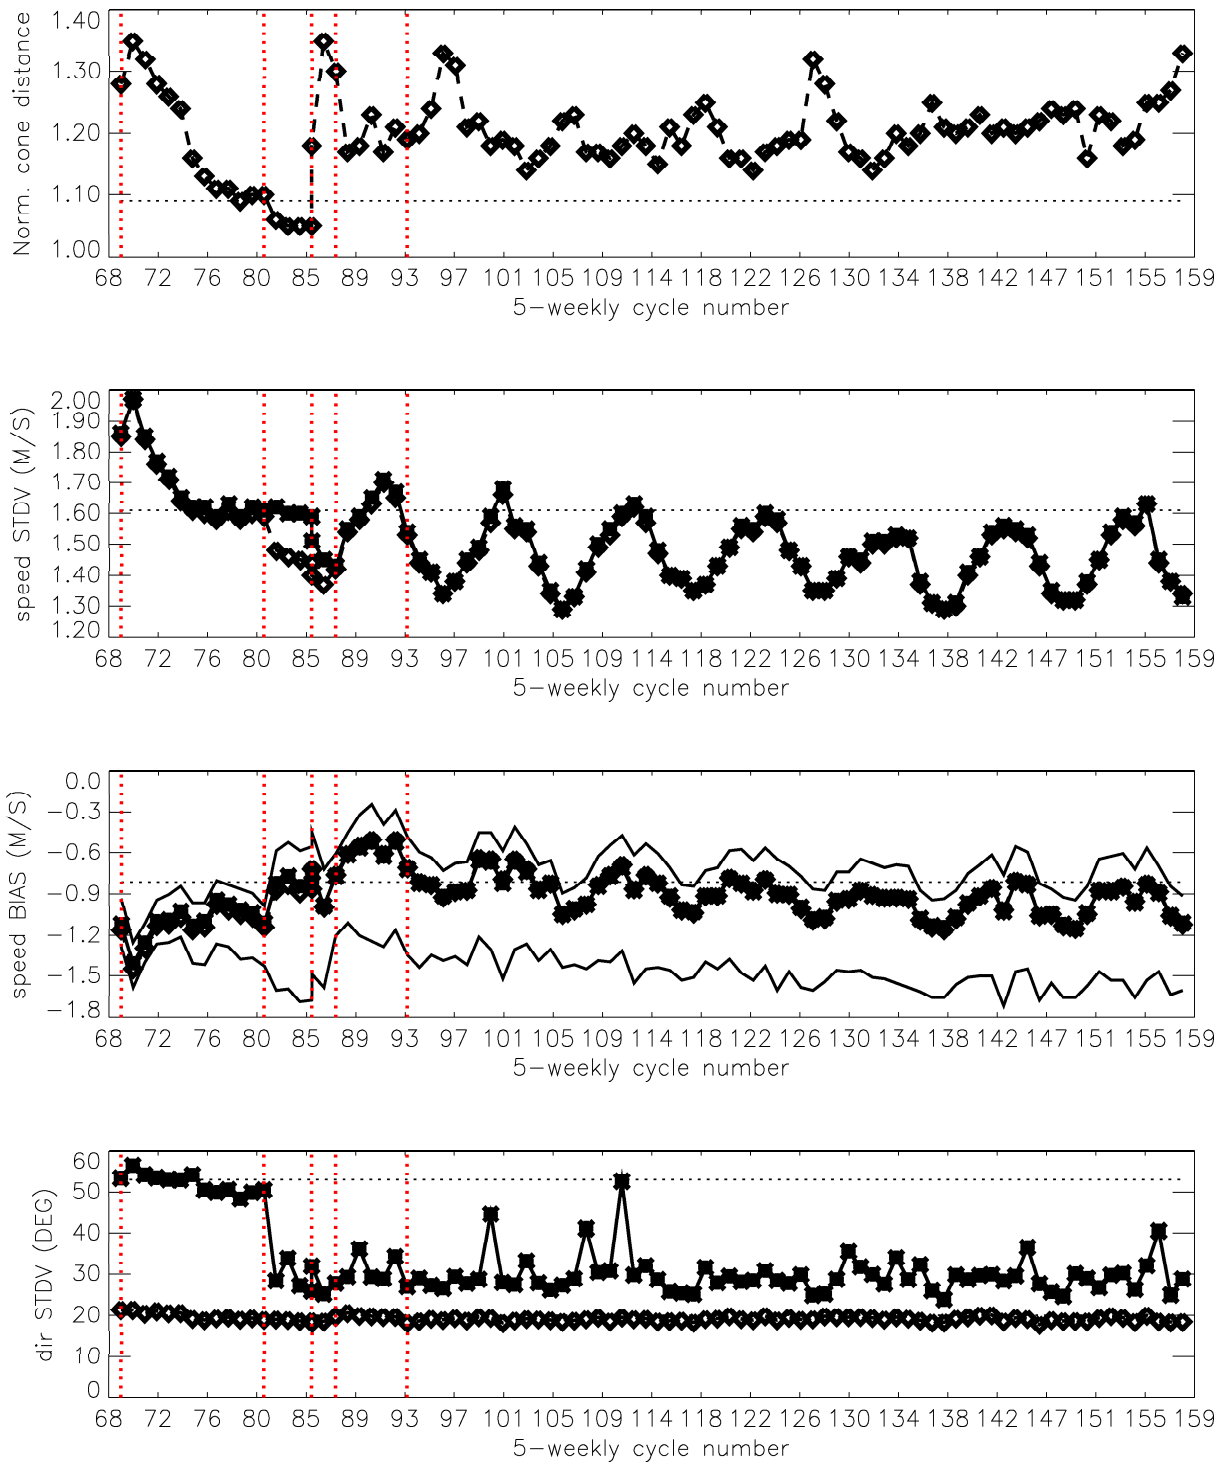 Norm. cone distance
1.40
1.30
1.20
1.10
1.00
68 72 76 80 85 89 93 97 101 105 109 114 118 122 126 130 134 138 142 147 151 155 159
5-weekly cycle number
speed STDV (M/S)
2.00
1.90
1.80
1.70
1.60
1.50
1.40
1.30
1.20
68 72 76 80 85 89 93 97 101 105 109 114 118 122 126 130 134 138 142 147 151 155 159
5-weekly cycle number
speed BIAS (M/S)
0.0
-0.3
-0.6
-0.9
-1.2
-1.5
-1.8
68 72 76 80 85 89 93 97 101 105 109 114 118 122 126 130 134 138 142 147 151 155 159
5-weekly cycle number
dir STDV (DEG)
60
50
40
30
20
10
0
68 72 76 80 85 89 93 97 101 105 109 114 118 122 126 130 134 138 142 147 151 155 159
5-weekly cycle number